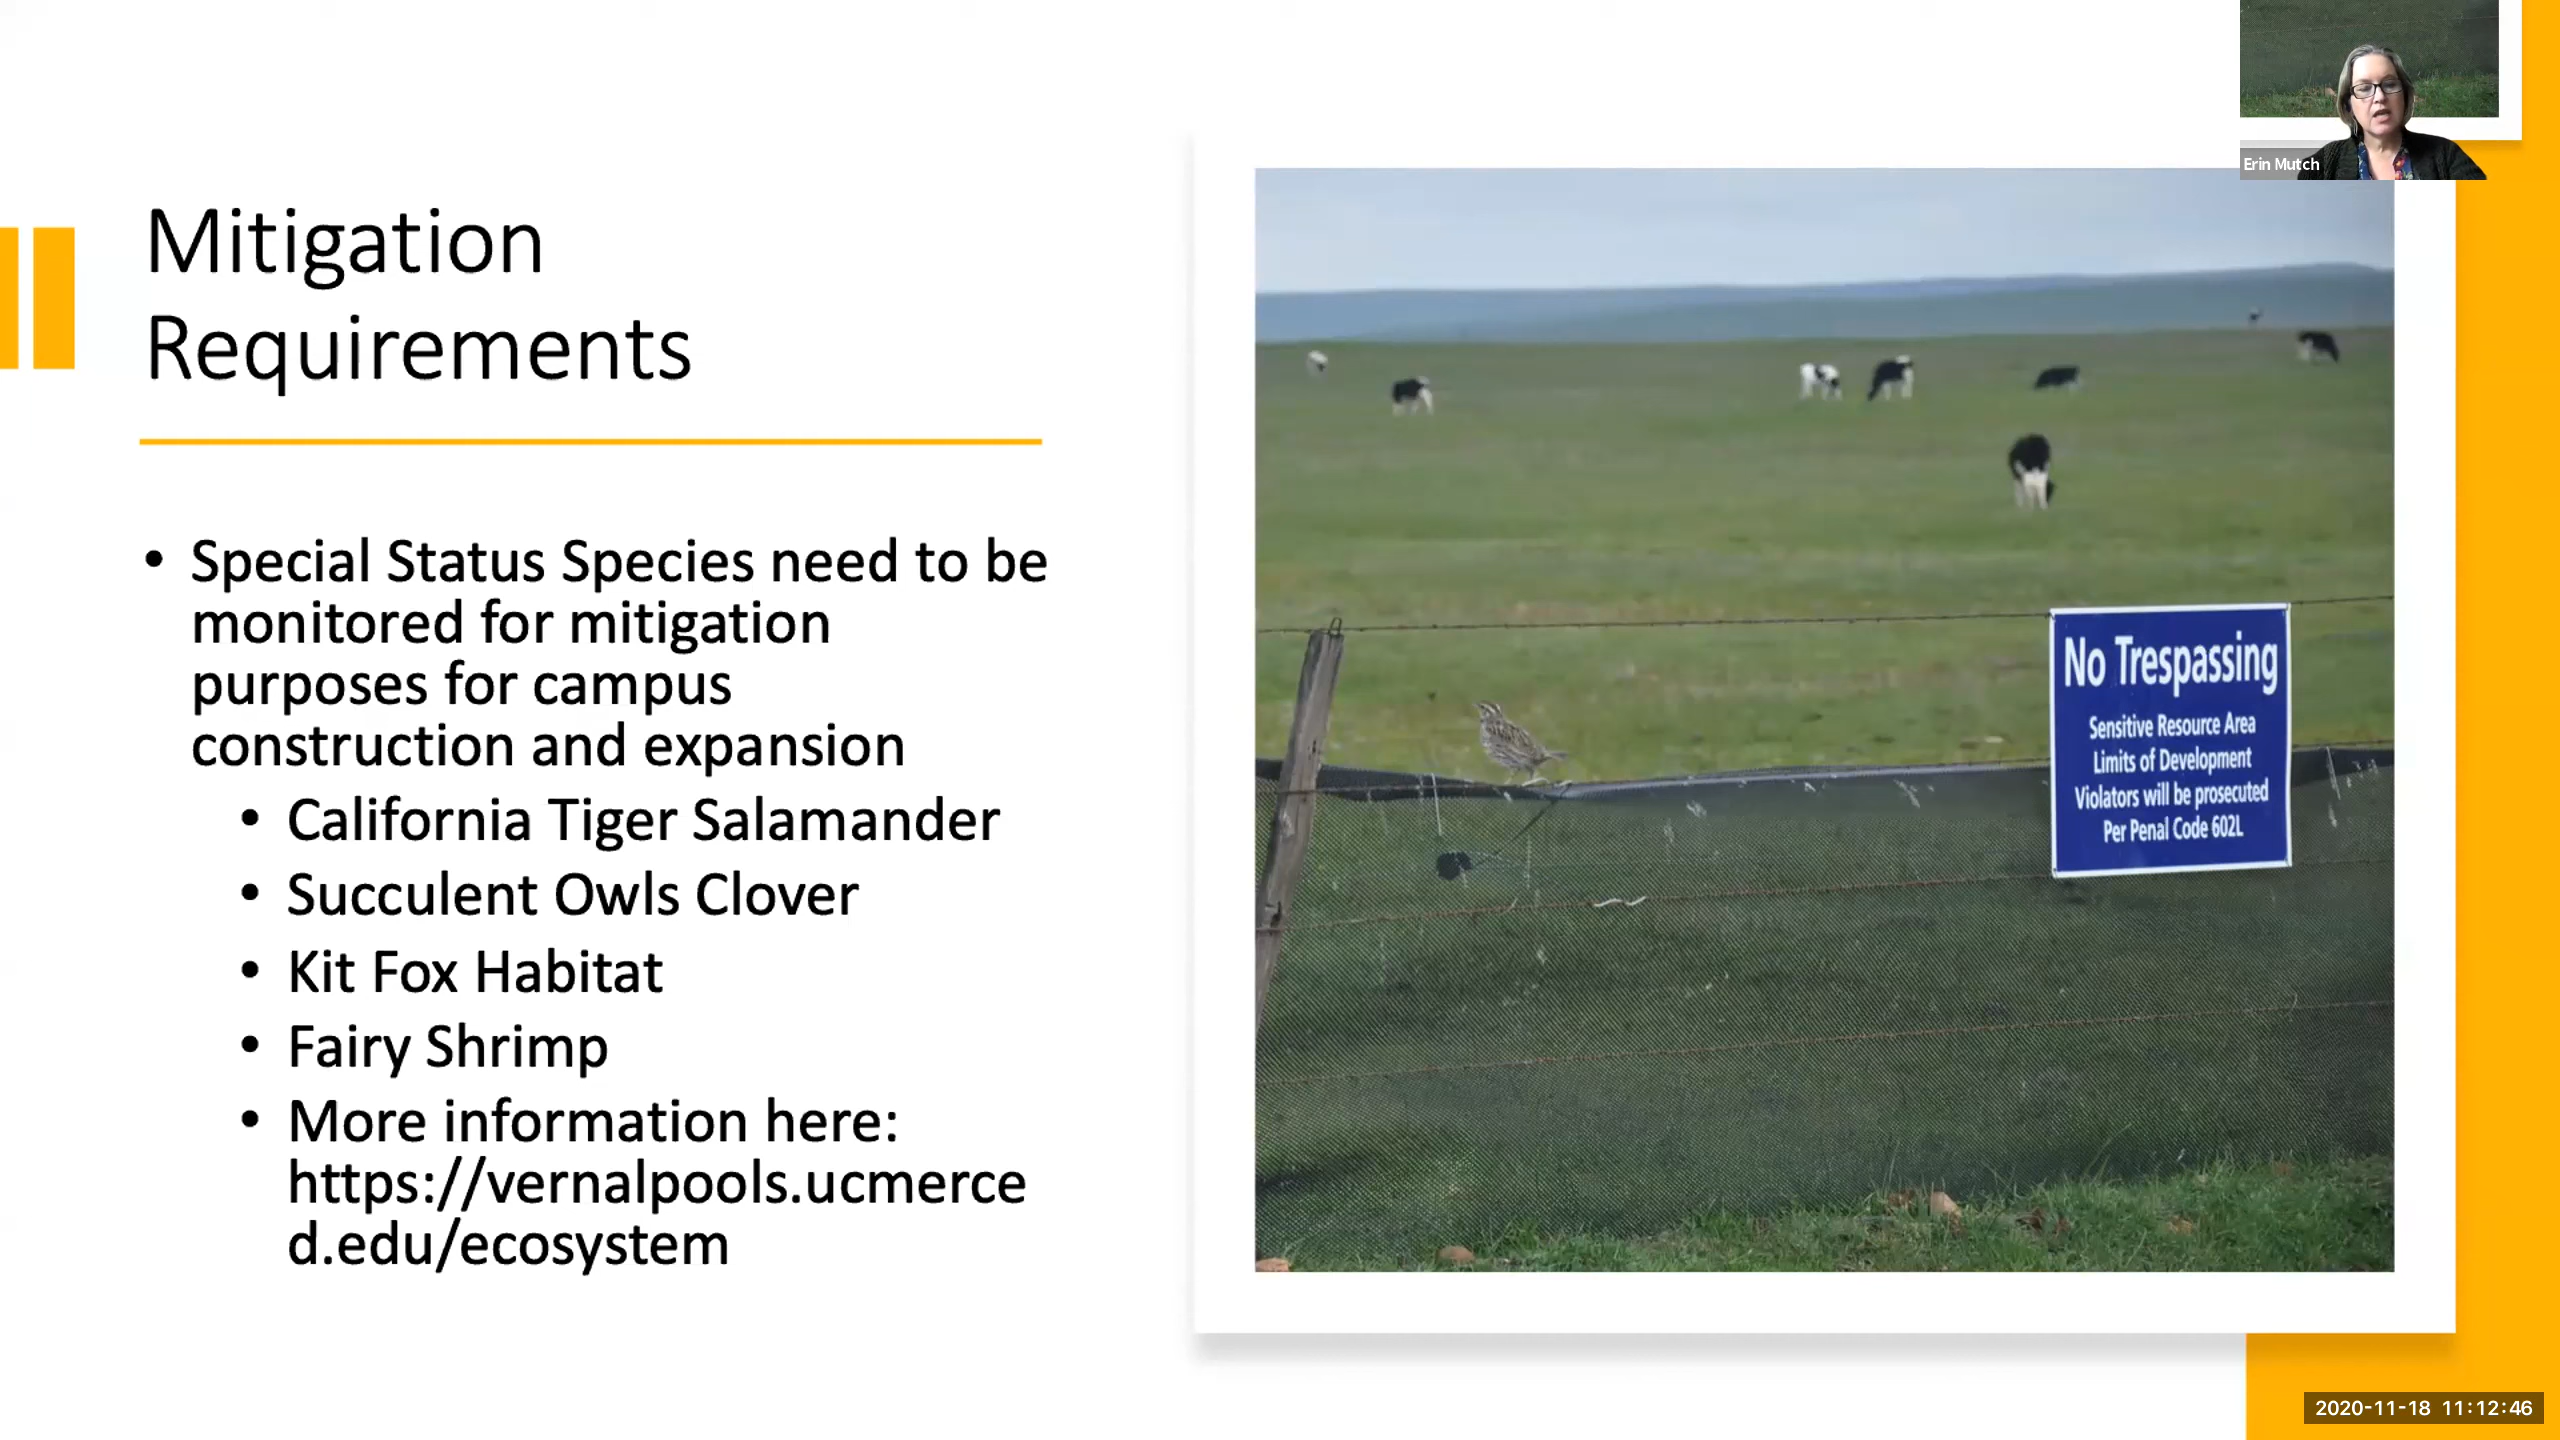 Erin Mutch
Mitigation
Requirements
• Special Status Species need to be
monitored for mitigation
purposes for campus
construction and expansion
• California Tiger Salamander
• Succulent Owls Clover
• Kit Fox Habitat
• Fairy Shrimp
• More information here:
https://vernalpools.ucmerce
d.edu/ecosystem
No Trespassing
Sensitive Resource Area
Limits of Development
Violators will be prosecuted
Per Penal Code 602L
2020-11-18 11:12:46